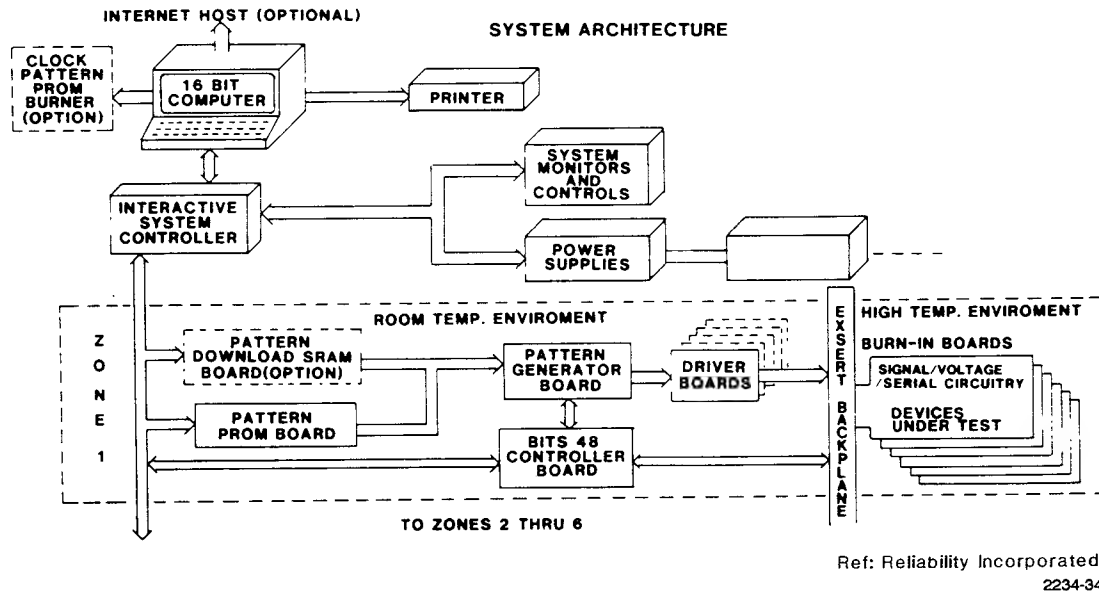 INTERNET HOST (OPTIONAL)
SYSTEM ARCHITECTURE
CLOCK
PATTERN
PROM
BURNER
(OPTION)
16 BIT
COMPUTER
PRINTER
SYSTEM
MONITORS
AND
CONTROLS
INTERACTIVE
SYSTEM
CONTROLLER
POWER
SUPPLIES
ZONE 1
ROOM TEMP. ENVIROMENT
PATTERN
DOWNLOAD SRAM
BOARD(OPTION)
PATTERN
PROM BOARD
PATTERN
GENERATOR
BOARD
DRIVER
BOARDS
BITS 48
CONTROLLER
BOARD
EXSERT BACKPLANE
HIGH TEMP. ENVIROMENT
BURN-IN BOARDS
SIGNAL/VOLTAGE
/SERIAL CIRCUITRY
DEVICES
UNDER TEST
TO ZONES 2 THRU 6
Ref: Reliability Incorporated
2234-34